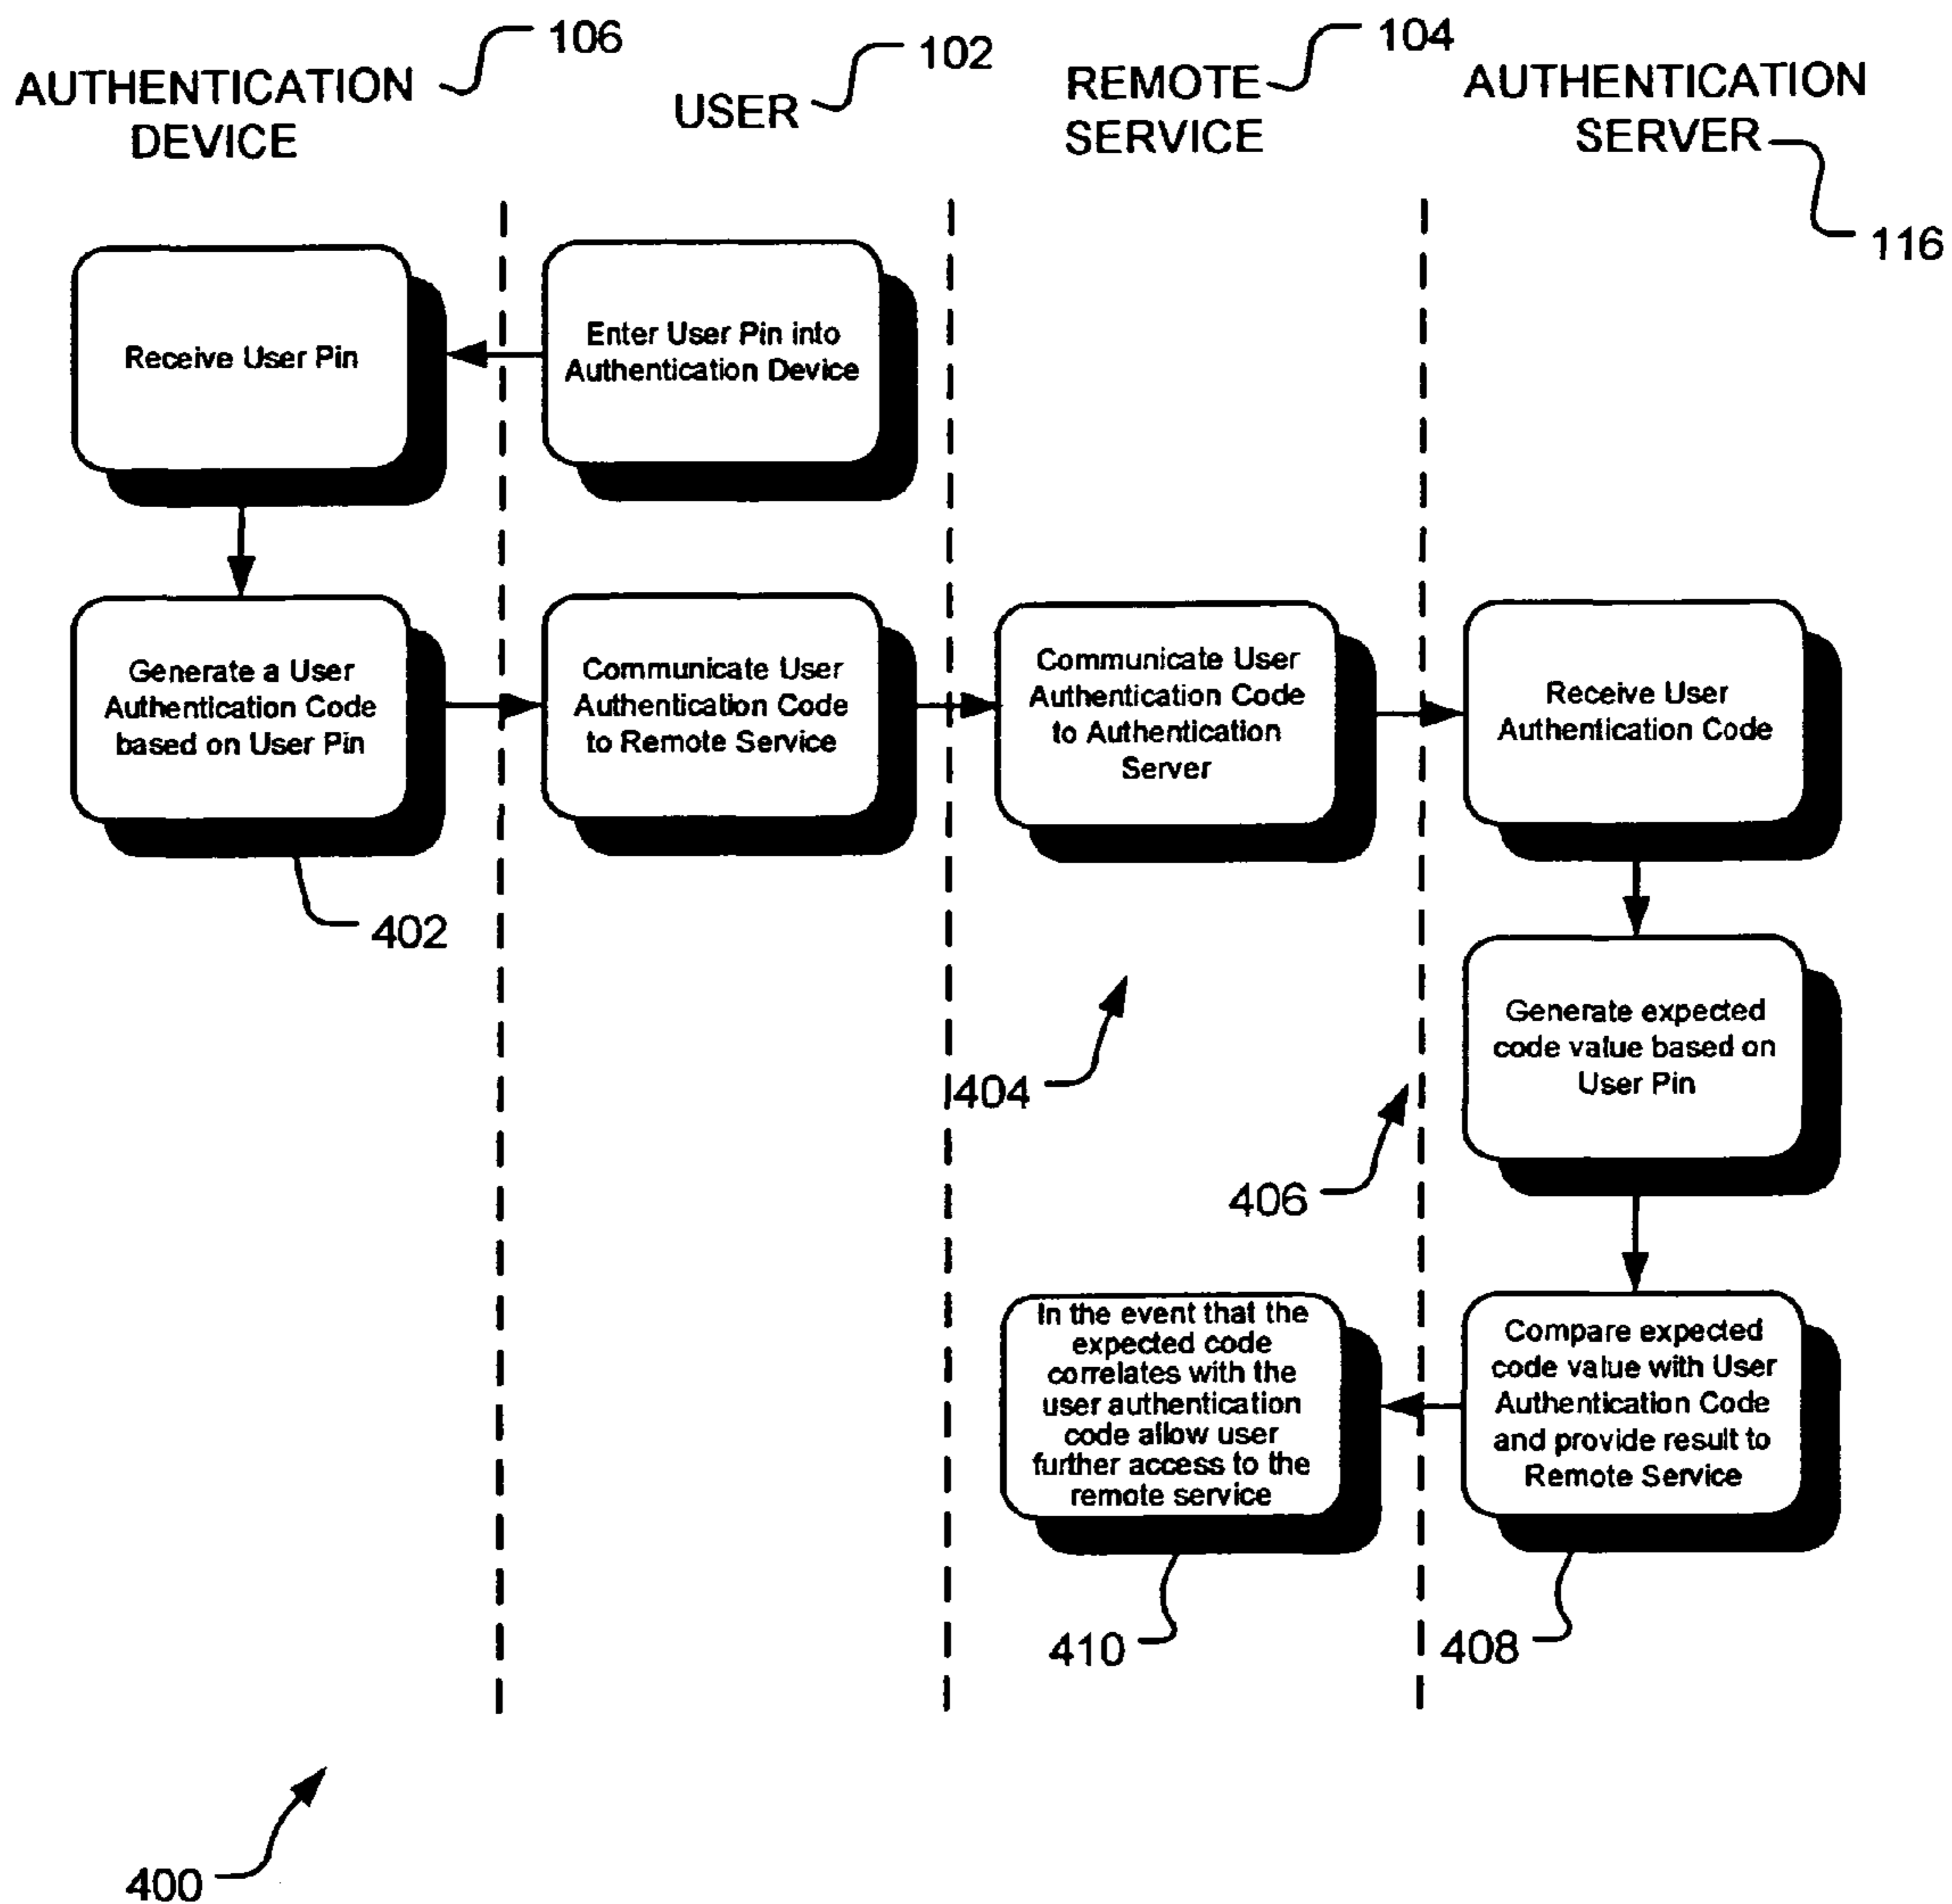 106
AUTHENTICATION
DEVICE
102
USER
104
REMOTE
SERVICE
AUTHENTICATION
SERVER
116
Receive User Pin
Enter User Pin into
Authentication Device
Generate a User
Authentication Code
based on User Pin
Communicate User
Authentication Code
to Remote Service
Communicate User
Authentication Code
to Authentication
Server
Receive User
Authentication Code
402
Generate expected
code value based on
User Pin
404
406
In the event that the
expected code
correlates with the
user authentication
code allow user
further access to the
remote service
Compare expected
code value with User
Authentication Code
and provide result to
Remote Service
410
408
400